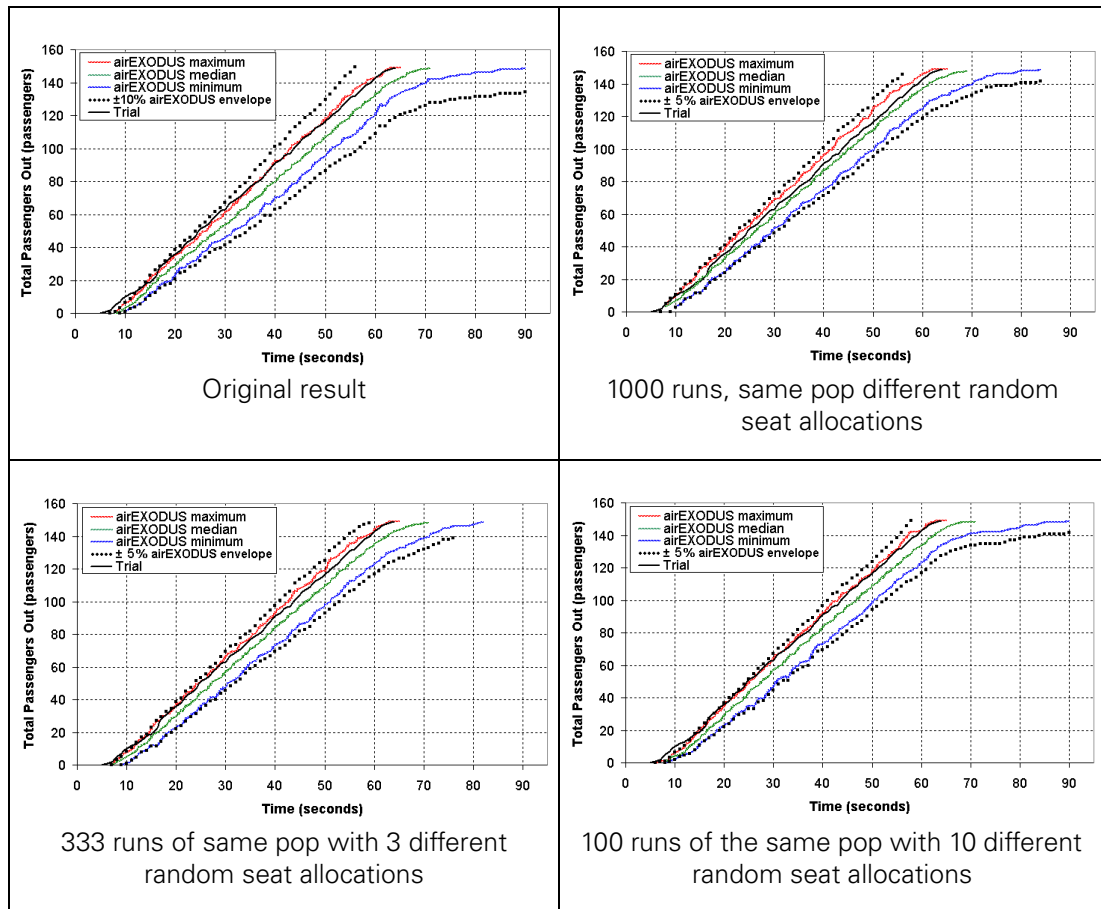 160
140
120
100
80
60
40
20
0
Total Passengers Out (passengers)
airEXODUS maximum
airEXODUS median
airEXODUS minimum
±10% airEXODUS envelope
Trial
0 10 20 30 40 50 60 70 80 90
Time (seconds)
Original result
160
140
120
100
80
60
40
20
0
Total Passengers Out (passengers)
airEXODUS maximum
airEXODUS median
airEXODUS minimum
± 5% airEXODUS envelope
Trial
0 10 20 30 40 50 60 70 80 90
Time (seconds)
1000 runs, same pop different random
seat allocations
160
140
120
100
80
60
40
20
0
Total Passengers Out (passengers)
airEXODUS maximum
airEXODUS median
airEXODUS minimum
± 5% airEXODUS envelope
Trial
0 10 20 30 40 50 60 70 80 90
Time (seconds)
333 runs of same pop with 3 different
random seat allocations
160
140
120
100
80
60
40
20
0
Total Passengers Out (passengers)
airEXODUS maximum
airEXODUS median
airEXODUS minimum
± 5% airEXODUS envelope
Trial
0 10 20 30 40 50 60 70 80 90
Time (seconds)
100 runs of the same pop with 10 different
random seat allocations